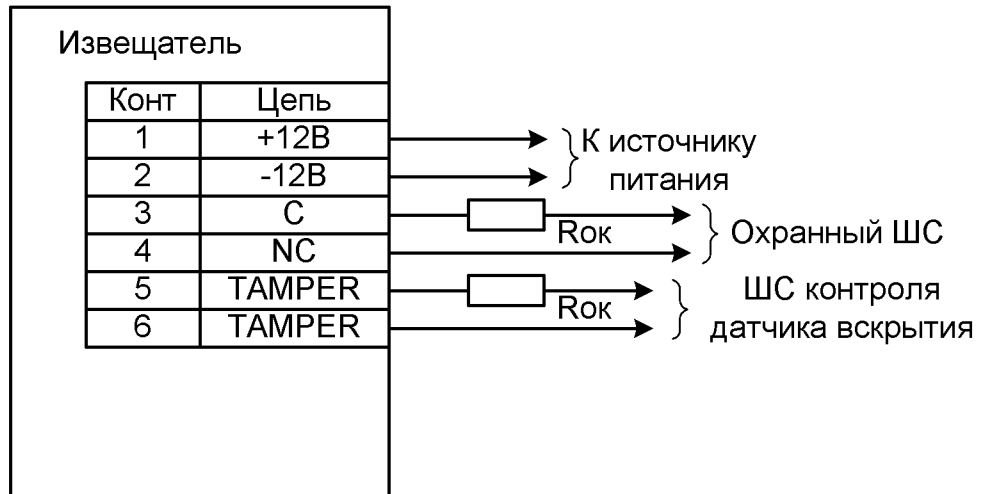 Извещатель
Конт Цепь
1 +12В
2 -12В
3 С
4 NC
5 TAMPER
6 TAMPER
К источнику
питания
Rок
Охранный ШС
Rок
ШС контроля
датчика вскрытия